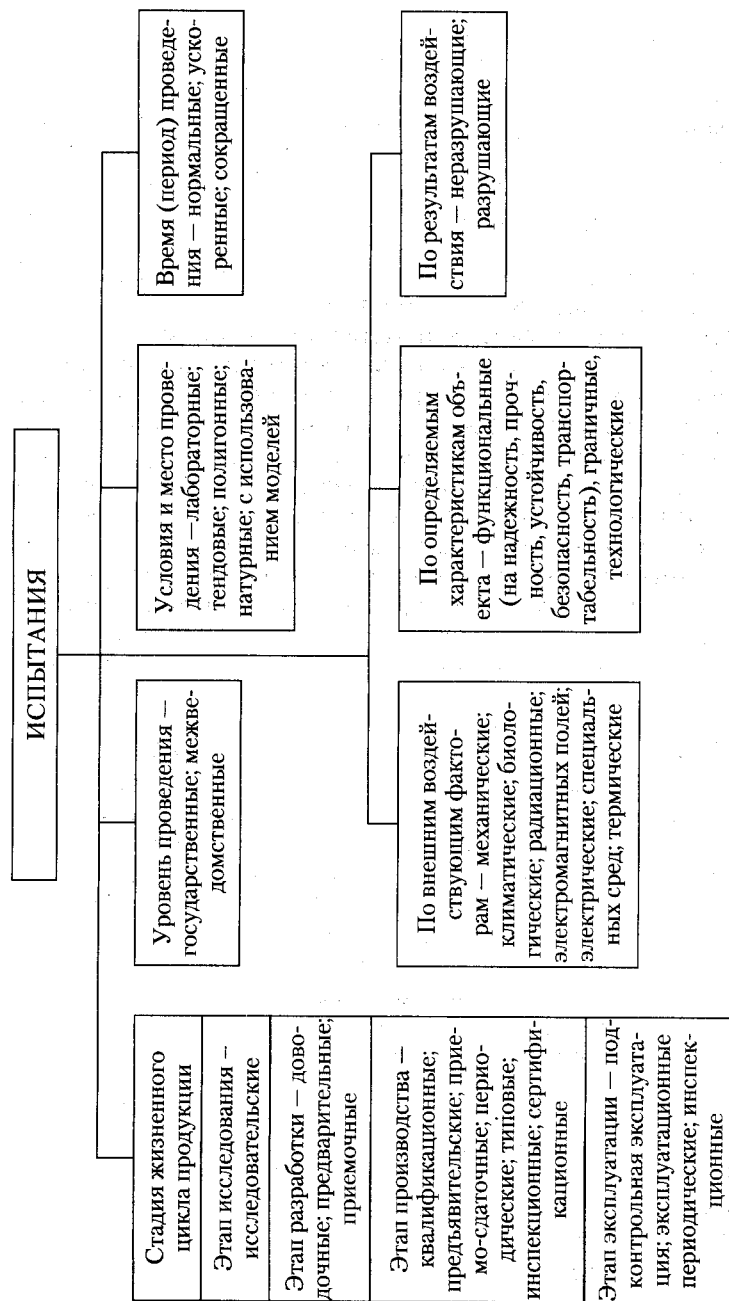 ИСПЫТАНИЯ
Стадия жизненного
цикла продукции
Этап исследования –
исследовательские
Этап разработки – дово-
дочные; предварительные;
приемочные
Этап производства —
квалификационные;
предъявительские; прие-
мо-сдаточные; перио-
дические; типовые;
инспекционные; сертифи-
кационные
Этап эксплуатации — под-
контрольная эксплуата-
ция; эксплуатационные
периодические; инспек-
ционные
Уровень проведения —
государственные; межве-
домственные
Условия и место прове-
дения – лабораторные;
тендовые; полигонные;
натурные; с использова-
нием моделей
Время (период) проведе-
ния — нормальные; уско-
ренные; сокращенные
По внешним воздей-
ствующим факто-
рам — механические;
климатические; биоло-
гические; радиационные;
электромагнитных полей;
электрические; специаль-
ных сред; термические
По определяемым
характеристикам объ-
екта — функциональные
(на надежность, проч-
ность, устойчивость,
безопасность, транспор-
табельность), граничные,
технологические
По результатам воздей-
ствия — неразрушающие;
разрушающие